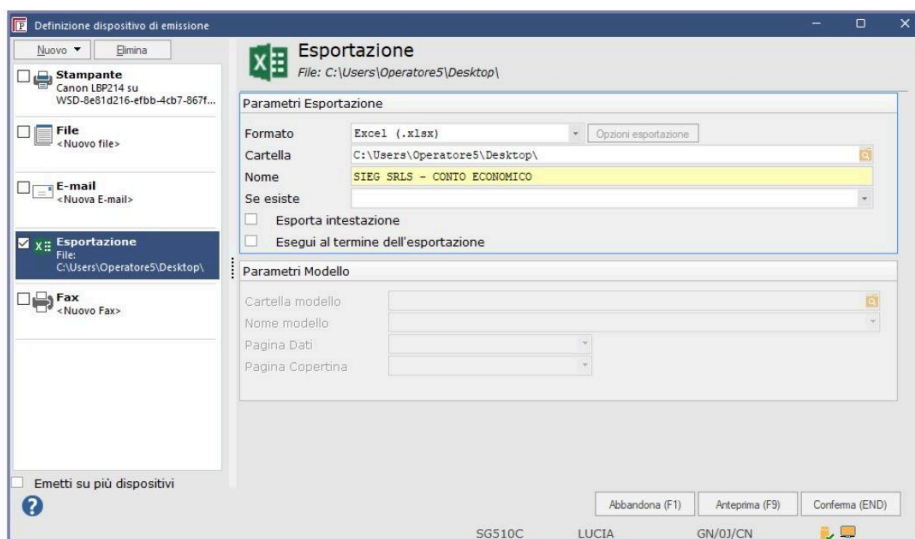 Definizione dispositivo di emissione
Nuovo
Elimina
Stampante
Canon LBP214 su
WSD-8e81d216-efbb-4cb7-867f...
File
<Nuovo file>
E-mail
<Nuova E-mail>
Esportazione
File:
C:\Users\Operatore5\Desktop\
Fax
<Nuovo Fax>
Emetti su più dispositivi
Esportazione
File: C:\Users\Operatore5\Desktop\
Parametri Esportazione
Formato Excel (.xlsx) Opzioni esportazione
Cartella C:\Users\Operatore5\Desktop\
Nome SIEG SRLS - CONTO ECONOMICO
Se esiste
Esporta intestazione
Esegui al termine dell'esportazione
Parametri Modello
Cartella modello
Nome modello
Pagina Dati
Pagina Copertina
Abbandona (F1) Anteprima (F9) Conferma (END)
SG510C LUCIA GN/0J/CN